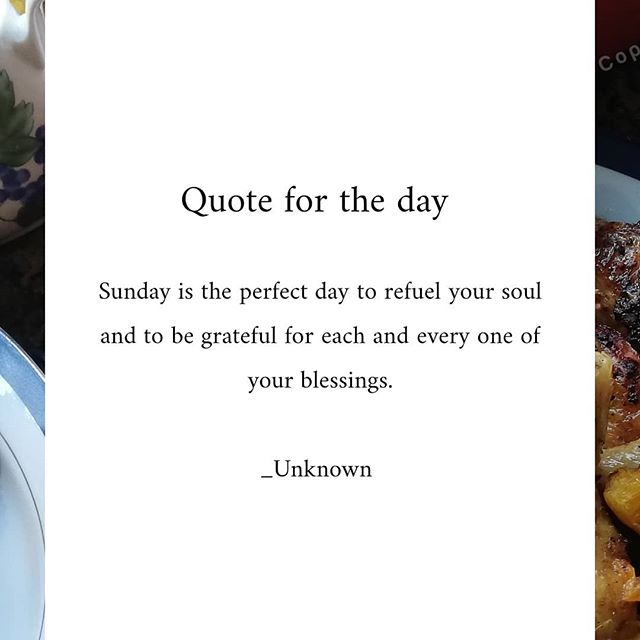 Cop
Quote for the day
Sunday is the perfect day to refuel your soul
and to be grateful for each and every one of
your blessings.
_Unknown